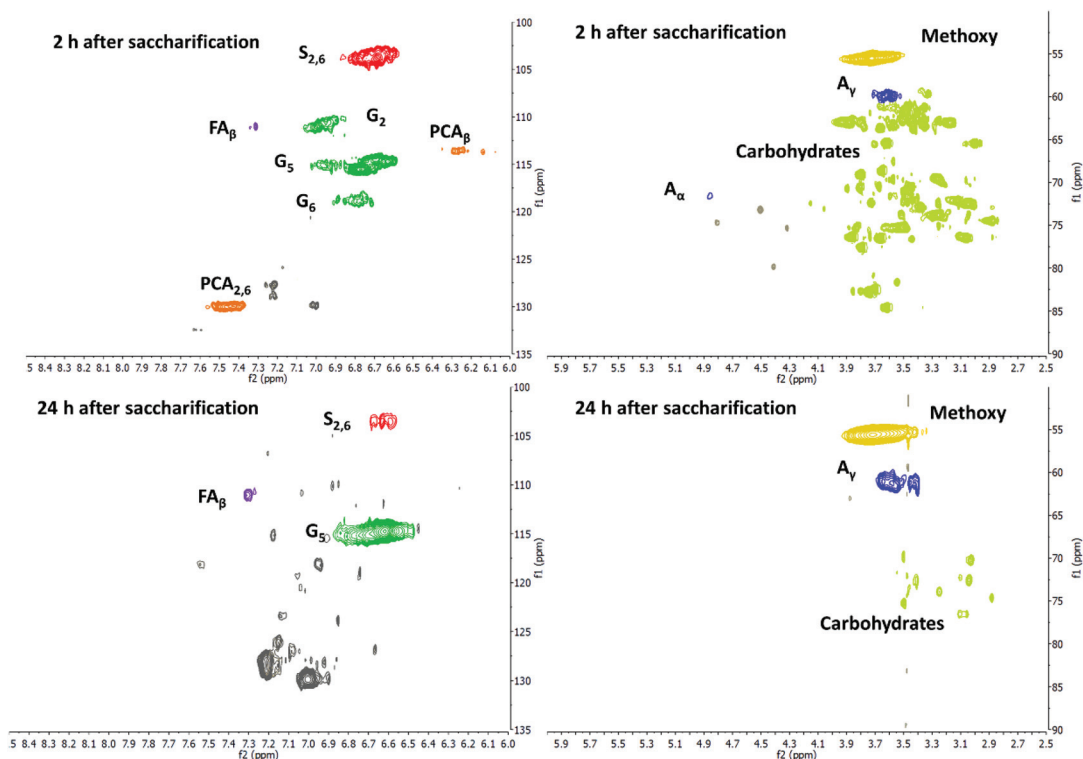 2 h after saccharification
S2,6
FAβ
G2
PCAβ
G5
G6
PCA2,6
100
105
110
115
120
125
130
135
f1 (ppm)
5 8.4 8.3 8.2 8.1 8.0 7.9 7.8 7.7 7.6 7.5 7.4 7.3 7.2 7.1 7.0 6.9 6.8 6.7 6.6 6.5 6.4 6.3 6.2 6.1 6.0
f2 (ppm)
2 h after saccharification
Methoxy
Aγ
Carbohydrates
Aα
55
60
65
70
75
80
85
90
f1 (ppm)
5.9 5.7 5.5 5.3 5.1 4.9 4.7 4.5 4.3 4.1 3.9 3.7 3.5 3.3 3.1 2.9 2.7 2.5
f2 (ppm)
24 h after saccharification
S2,6
FAβ
G5
100
105
110
115
120
125
130
135
f1 (ppm)
.5 8.4 8.3 8.2 8.1 8.0 7.9 7.8 7.7 7.6 7.5 7.4 7.3 7.2 7.1 7.0 6.9 6.8 6.7 6.6 6.5 6.4 6.3 6.2 6.1 6.0
f2 (ppm)
24 h after saccharification
Methoxy
Aγ
Carbohydrates
55
60
65
70
75
80
85
90
f1 (ppm)
5.9 5.7 5.5 5.3 5.1 4.9 4.7 4.5 4.3 4.1 3.9 3.7 3.5 3.3 3.1 2.9 2.7 2.5
f2 (ppm)